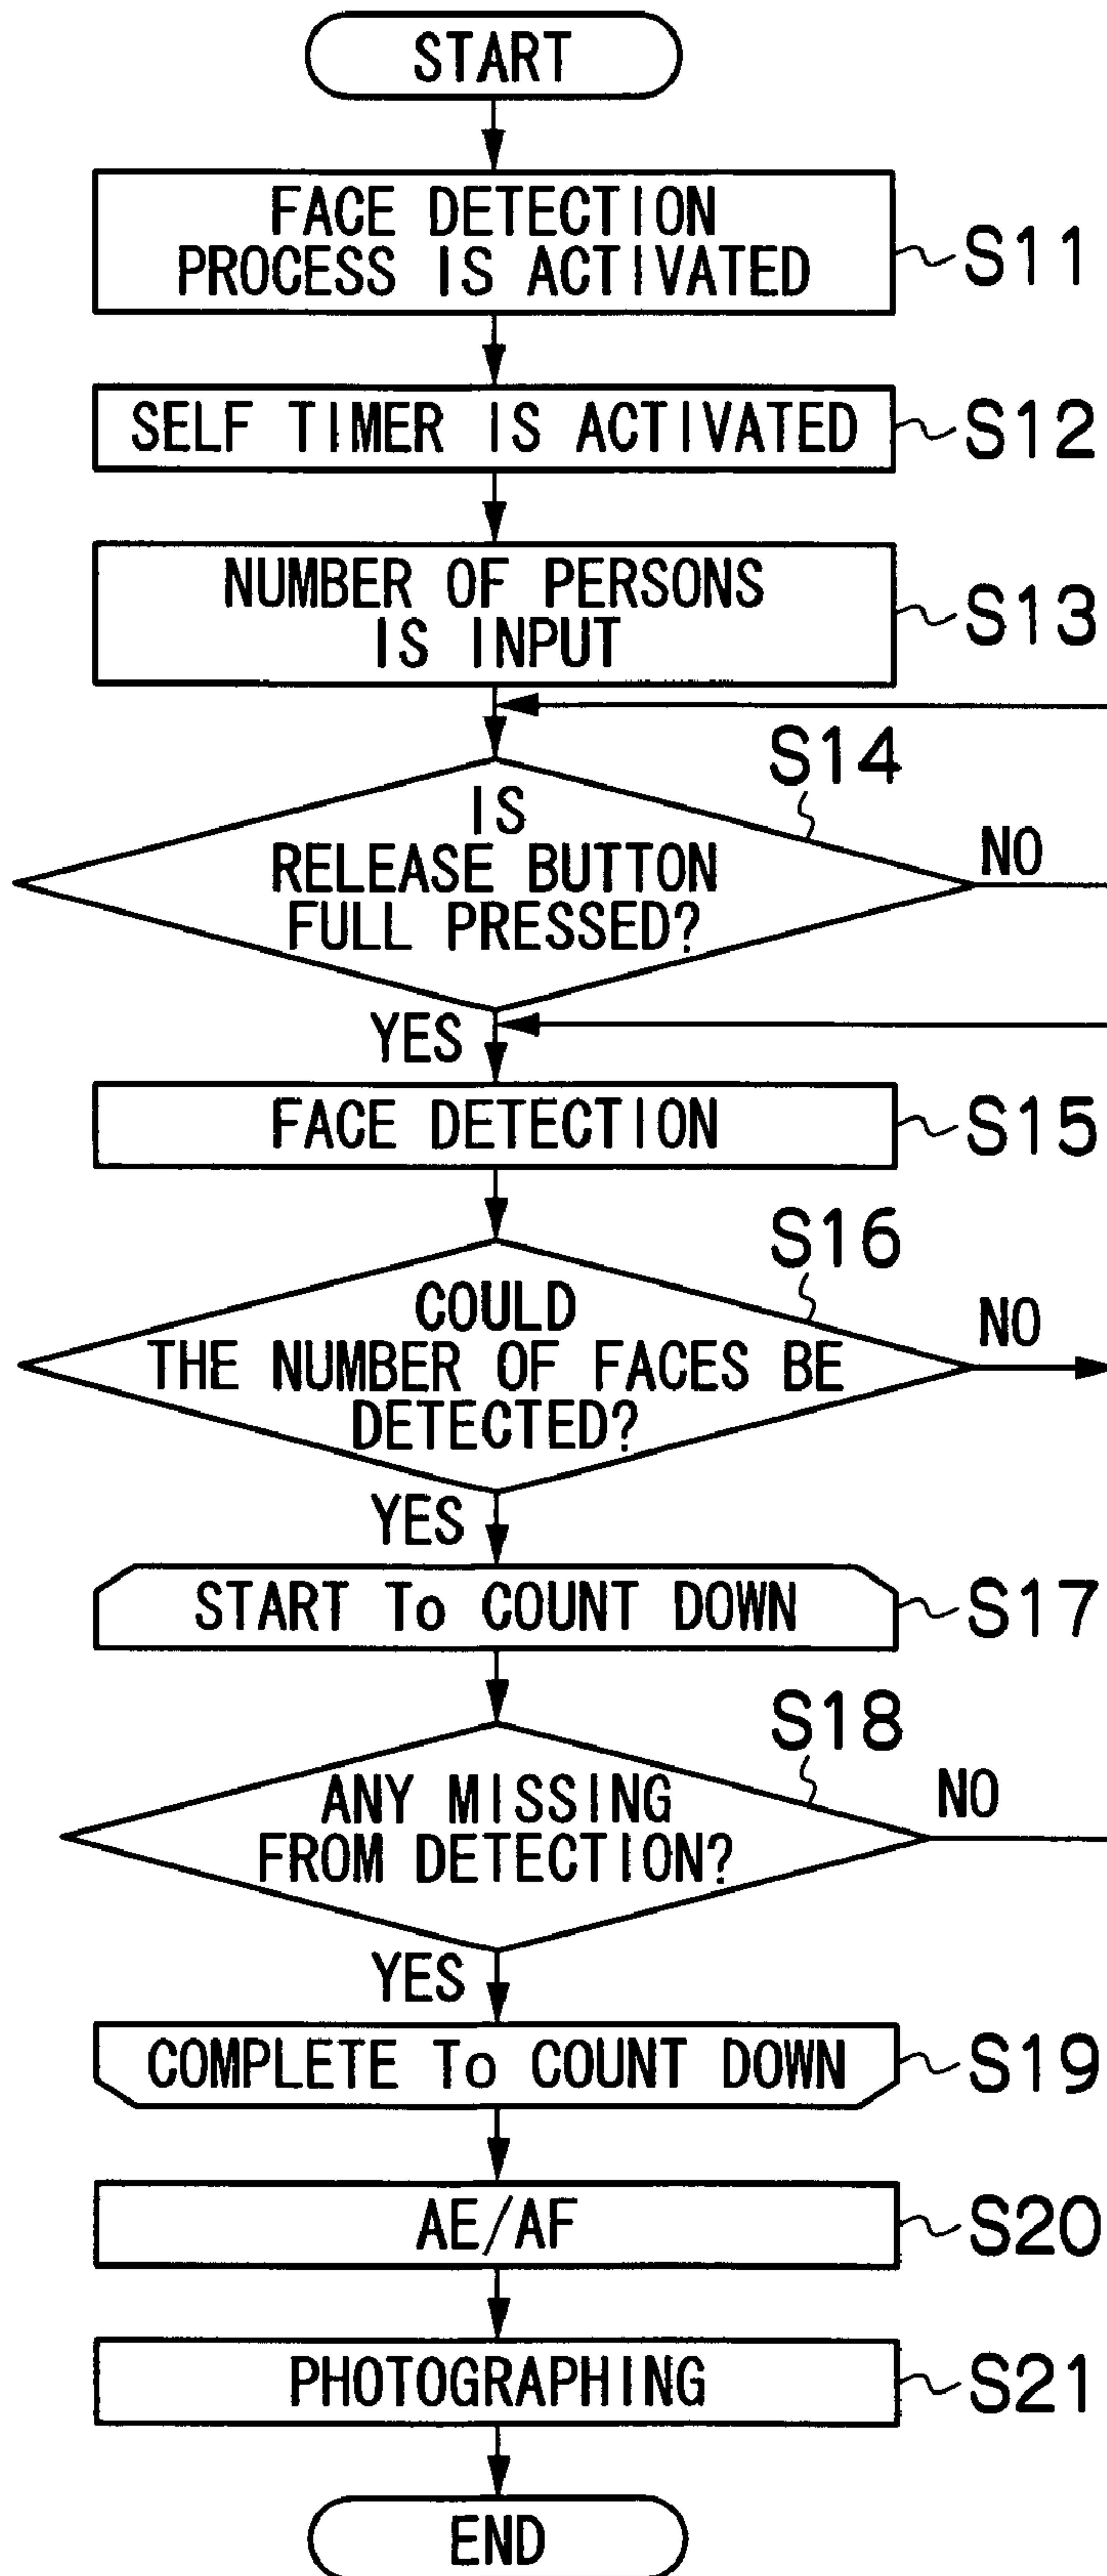 START
FACE DETECTION
PROCESS IS ACTIVATED
S11
SELF TIMER IS ACTIVATED
S12
NUMBER OF PERSONS
IS INPUT
S13
S14
IS
RELEASE BUTTON
FULL PRESSED?
NO
YES
FACE DETECTION
S15
S16
COULD
THE NUMBER OF FACES BE
DETECTED?
NO
YES
START To COUNT DOWN
S17
S18
ANY MISSING
FROM DETECTION?
NO
YES
COMPLETE To COUNT DOWN
S19
AE/AF
S20
PHOTOGRAPHING
S21
END